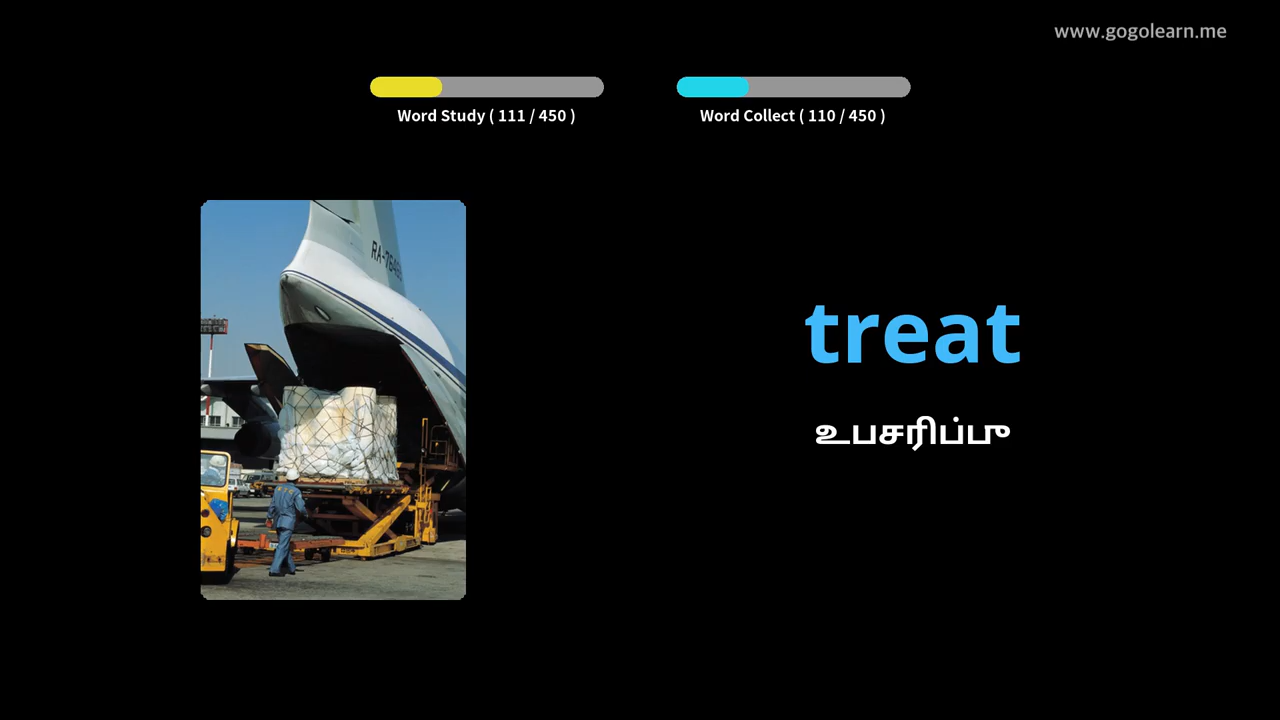 www.gogolearn.me
Word Study ( 111 / 450 )
Word Collect ( 110 / 450 )
treat
உபசரிப்பு